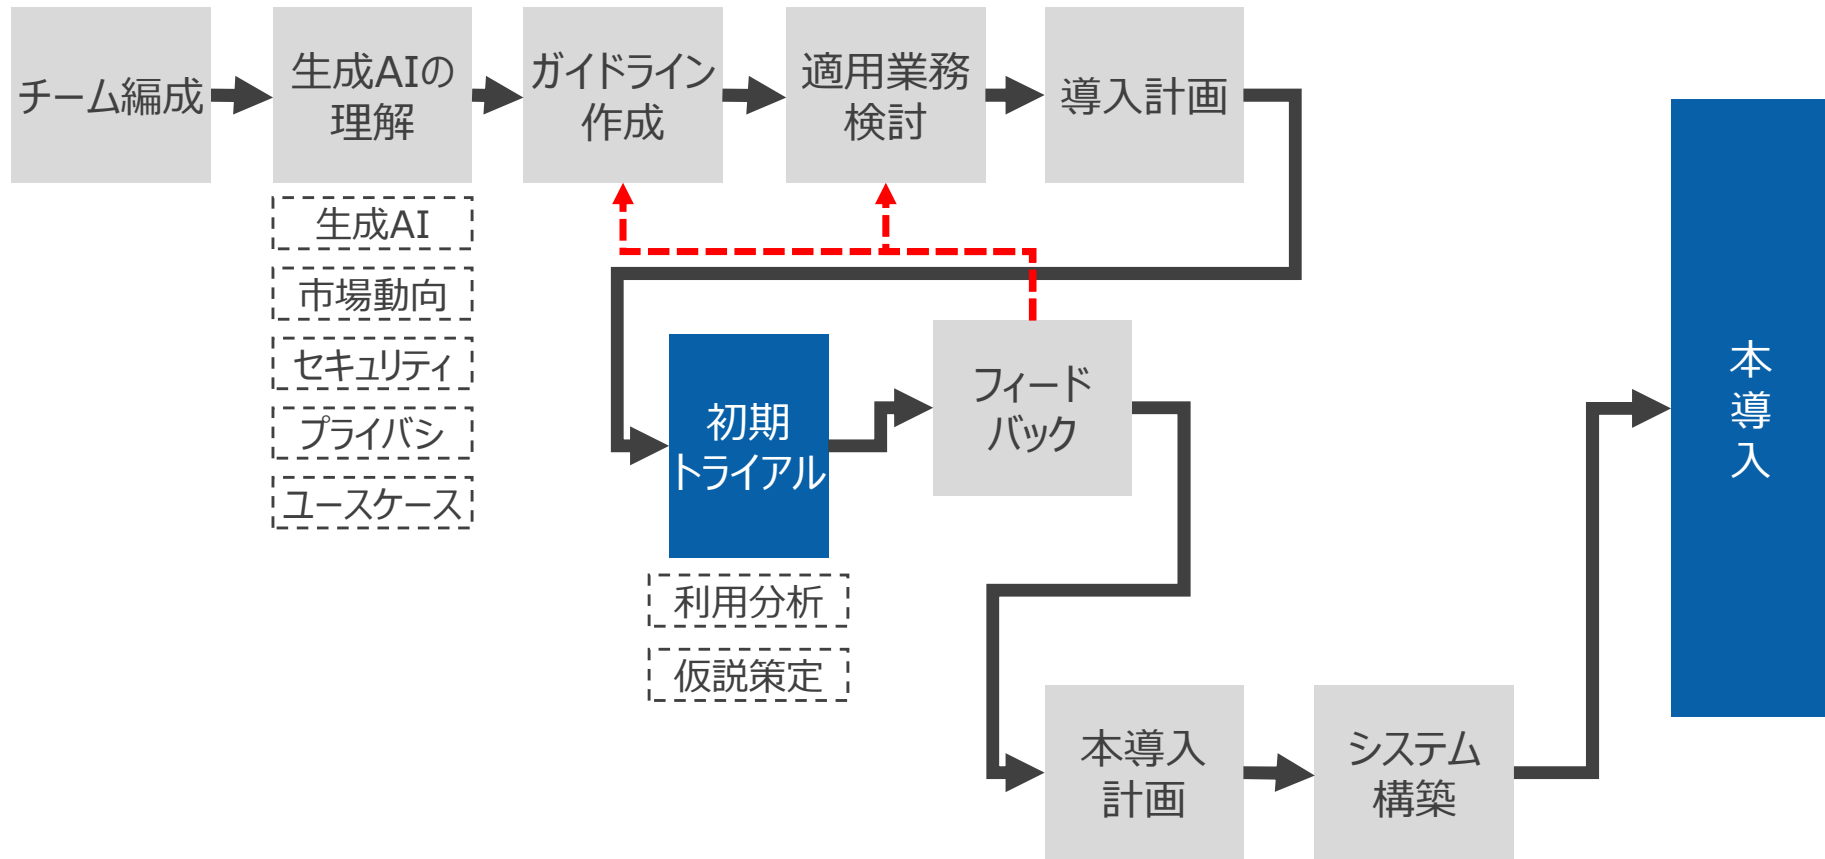 チーム編成
生成AIの
理解
ガイドライン
作成
適用業務
検討
導入計画
生成AI
市場動向
セキュリティ
プライバシ
ユースケース
初期
トライアル
フィード
バック
利用分析
仮説策定
本導入
計画
システム
構築
本
導
入